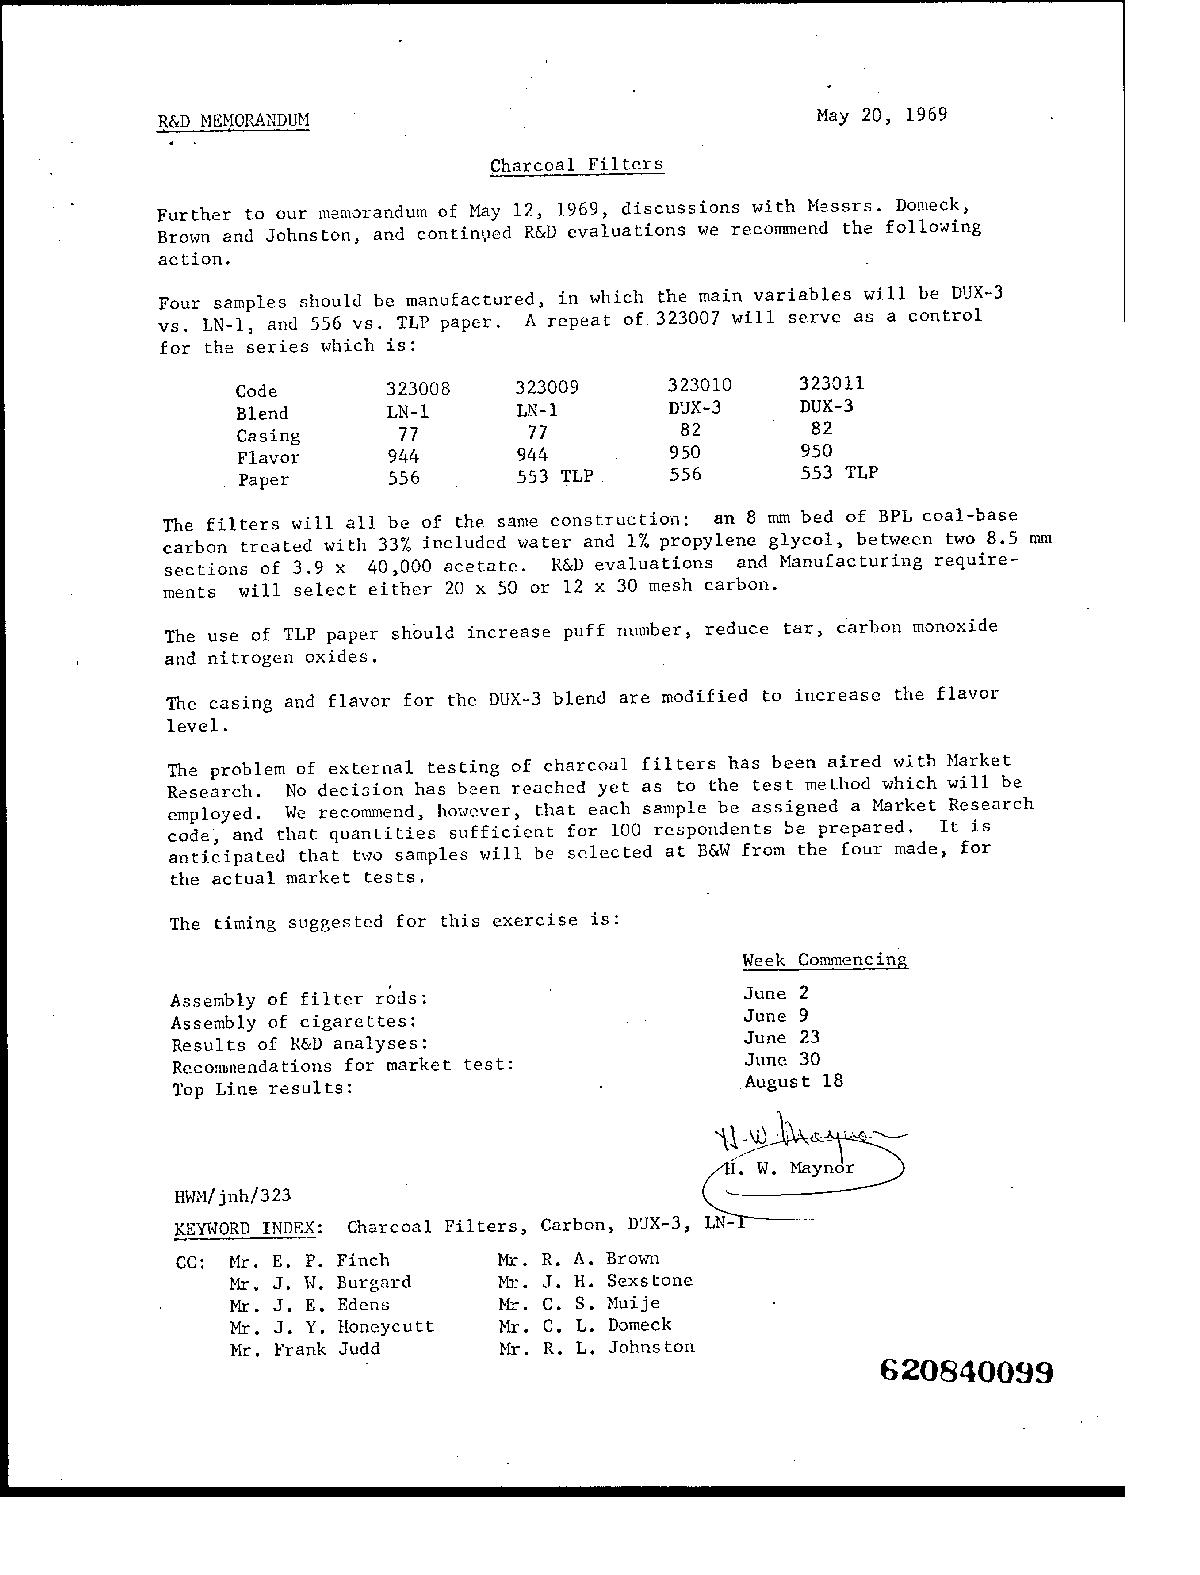 R&D MEMORANDUM May 20, 1969
Charcoal Filters
Further to our memorandum of May 12, 1969, discussions with Messrs. Domeck,
Brown and Johnston, and continued R&D evaluations we recommend the following
action.
Four samples should be manufactured, in which the main variables will be DUX-3
vs. LN-1, and 556 vs. TLP paper. A repeat of 323007 will serve as a control
for the series which is:
Code 323008 323009 323010 323011
Blend LN-1 LN-1 DUX-3 DUX-3
Casing 77 77 82 82
Flavor 944 944 950 950
Paper 556 553 TLP 556 553 TLP
The filters will all be of the same construction: an 8 mm bed of BPL coal-base
carbon treated with 33% included water and 1% propylene glycol, between two 8.5 mm
sections of 3.9 x 40,000 acetate. R&D evaluations and Manufacturing require-
ments will select either 20 x 50 or 12 x 30 mesh carbon.
The use of TLP paper should increase puff number, reduce tar, carbon monoxide
and nitrogen oxides.
The casing and flavor for the DUX-3 blend are modified to increase the flavor
level.
The problem of external testing of charcoal filters has been aired with Market
Research. No decision has been reached yet as to the test method which will be
employed. We recommend, however, that each sample be assigned a Market Research
code, and that quantities sufficient for 100 respondents be prepared. It is
anticipated that two samples will be selected at B&W from the four made, for
the actual market tests.
The timing suggested for this exercise is:
Week Commencing
Assembly of filter rods: June 2
Assembly of cigarettes: June 9
Results of R&D analyses: June 23
Recommendations for market test: June 30
Top Line results: August 18
H. W. Maynor
H. W. Maynor
HWM/jnh/323
KEYWORD INDEX: Charcoal Filters, Carbon, DUX-3, LN-1
CC: Mr. E. P. Finch Mr. R. A. Brown
Mr. J. W. Burgard Mr. J. H. Sexstone
Mr. J. E. Edens Mr. C. S. Muije
Mr. J. Y. Honeycutt Mr. C. L. Domeck
Mr. Frank Judd Mr. R. L. Johnston
620840099